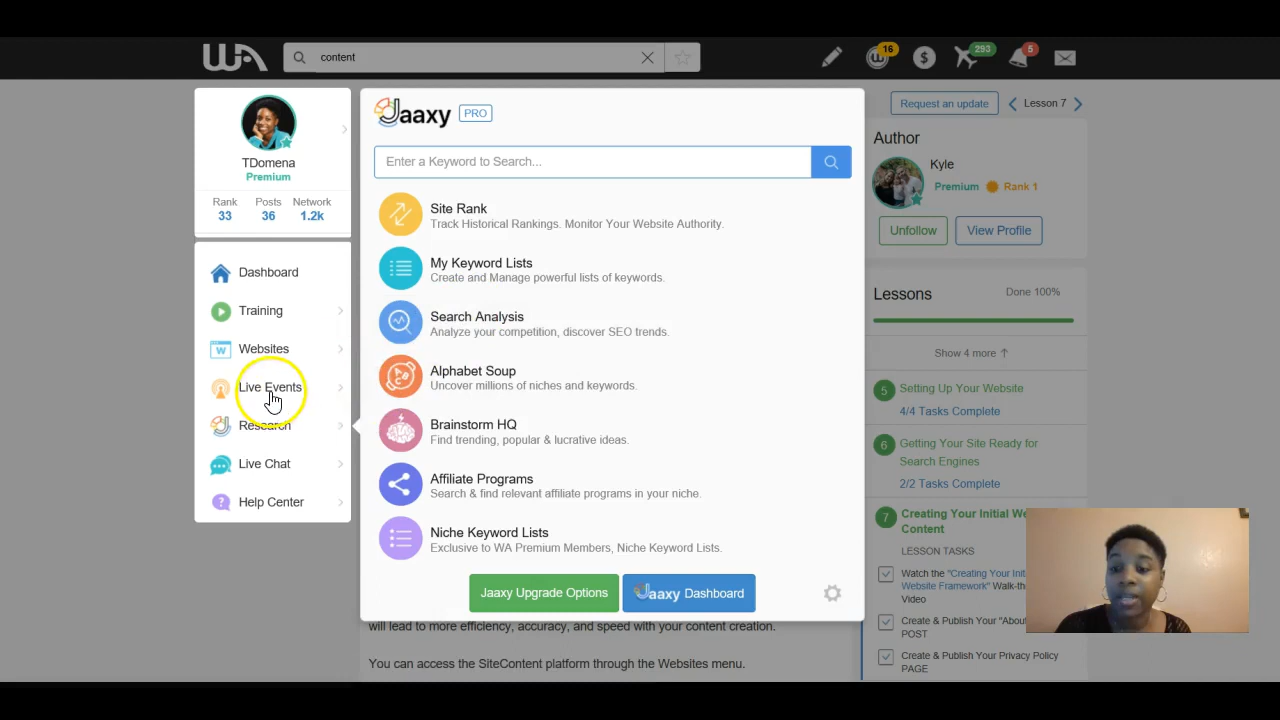 WA
content
16
293
5
TDomena
Premium
Rank Posts Network
33 36 1.2k
Dashboard
Training
Websites
Live Events
Research
Live Chat
Help Center
Jaaxy PRO
Enter a Keyword to Search...
Site Rank
Track Historical Rankings. Monitor Your Website Authority.
My Keyword Lists
Create and Manage powerful lists of keywords.
Search Analysis
Analyze your competition, discover SEO trends.
Alphabet Soup
Uncover millions of niches and keywords.
Brainstorm HQ
Find trending, popular & lucrative ideas.
Affiliate Programs
Search & find relevant affiliate programs in your niche.
Niche Keyword Lists
Exclusive to WA Premium Members, Niche Keyword Lists.
Jaaxy Upgrade Options
Jaaxy Dashboard
will lead to more efficiency, accuracy, and speed with your content creation.
You can access the SiteContent platform through the Websites menu.
Request an update
Lesson 7
Author
Kyle
Premium Rank 1
Unfollow
View Profile
Lessons Done 100%
Show 4 more
5 Setting Up Your Website
4/4 Tasks Complete
6 Getting Your Site Ready for
Search Engines
2/2 Tasks Complete
7 Creating Your Initial We
Content
LESSON TASKS
Watch the "Creating Your Ini
Website Framework" Walk-th
Video
Create & Publish Your "Abou
POST
Create & Publish Your Privacy Policy
PAGE